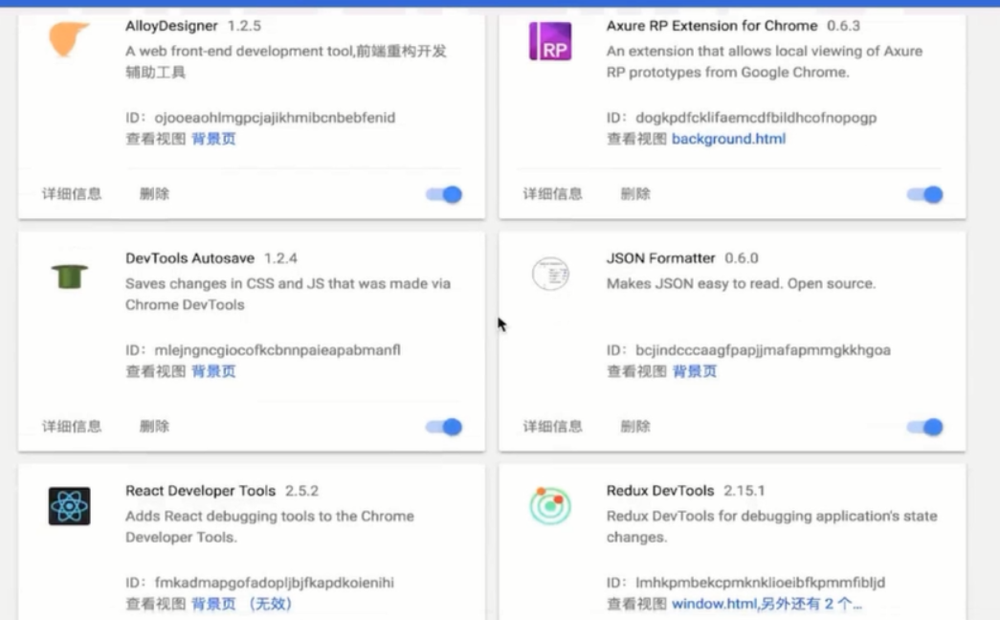 AlloyDesigner 1.2.5
A web front-end development tool,前端重构开发
辅助工具
ID: ojooeaohlmgpcjajikhmibcnbebfenid
查看视图 背景页
详细信息 删除
RP
Axure RP Extension for Chrome 0.6.3
An extension that allows local viewing of Axure
RP prototypes from Google Chrome.
ID: dogkpdfcklifaemcdfbildhcofnopogp
查看视图 background.html
详细信息 删除
DevTools Autosave 1.2.4
Saves changes in CSS and JS that was made via
Chrome DevTools
ID: mlejngncgiocofkcbnnpaieapabmanfl
查看视图 背景页
详细信息 删除
JSON Formatter 0.6.0
Makes JSON easy to read. Open source.
ID: bcjindcccaagfpapjjmafapmmgkkhgoa
查看视图 背景页
详细信息 删除
React Developer Tools 2.5.2
Adds React debugging tools to the Chrome
Developer Tools.
ID: fmkadmapgofadopljbjfkapdkoienihi
查看视图 背景页 （无效）
Redux DevTools 2.15.1
Redux DevTools for debugging application's state
changes.
ID: lmhkpmbekcpmknklioeibfkpmmfibljd
查看视图 window.html,另外还有 2 个...